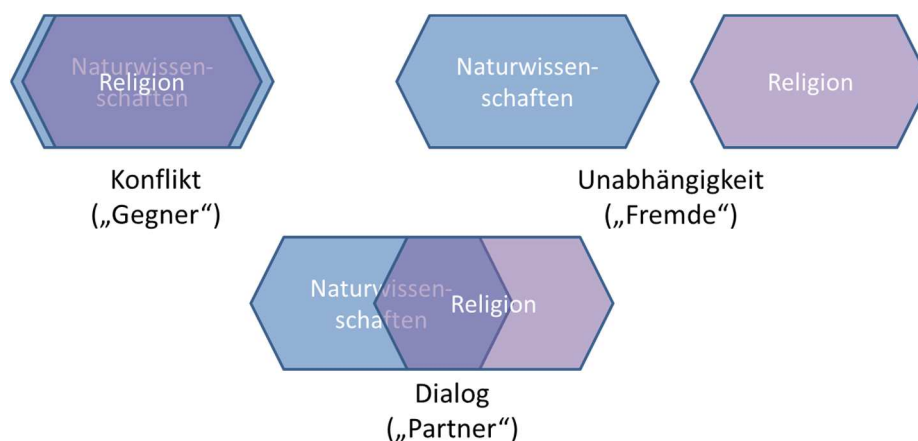 Naturwissen-
schaften
Religion
Konflikt
(„Gegner“)
Naturwissen-
schaften
Religion
Unabhängigkeit
(„Fremde“)
Naturwissen-
schaften
Religion
Dialog
(„Partner“)